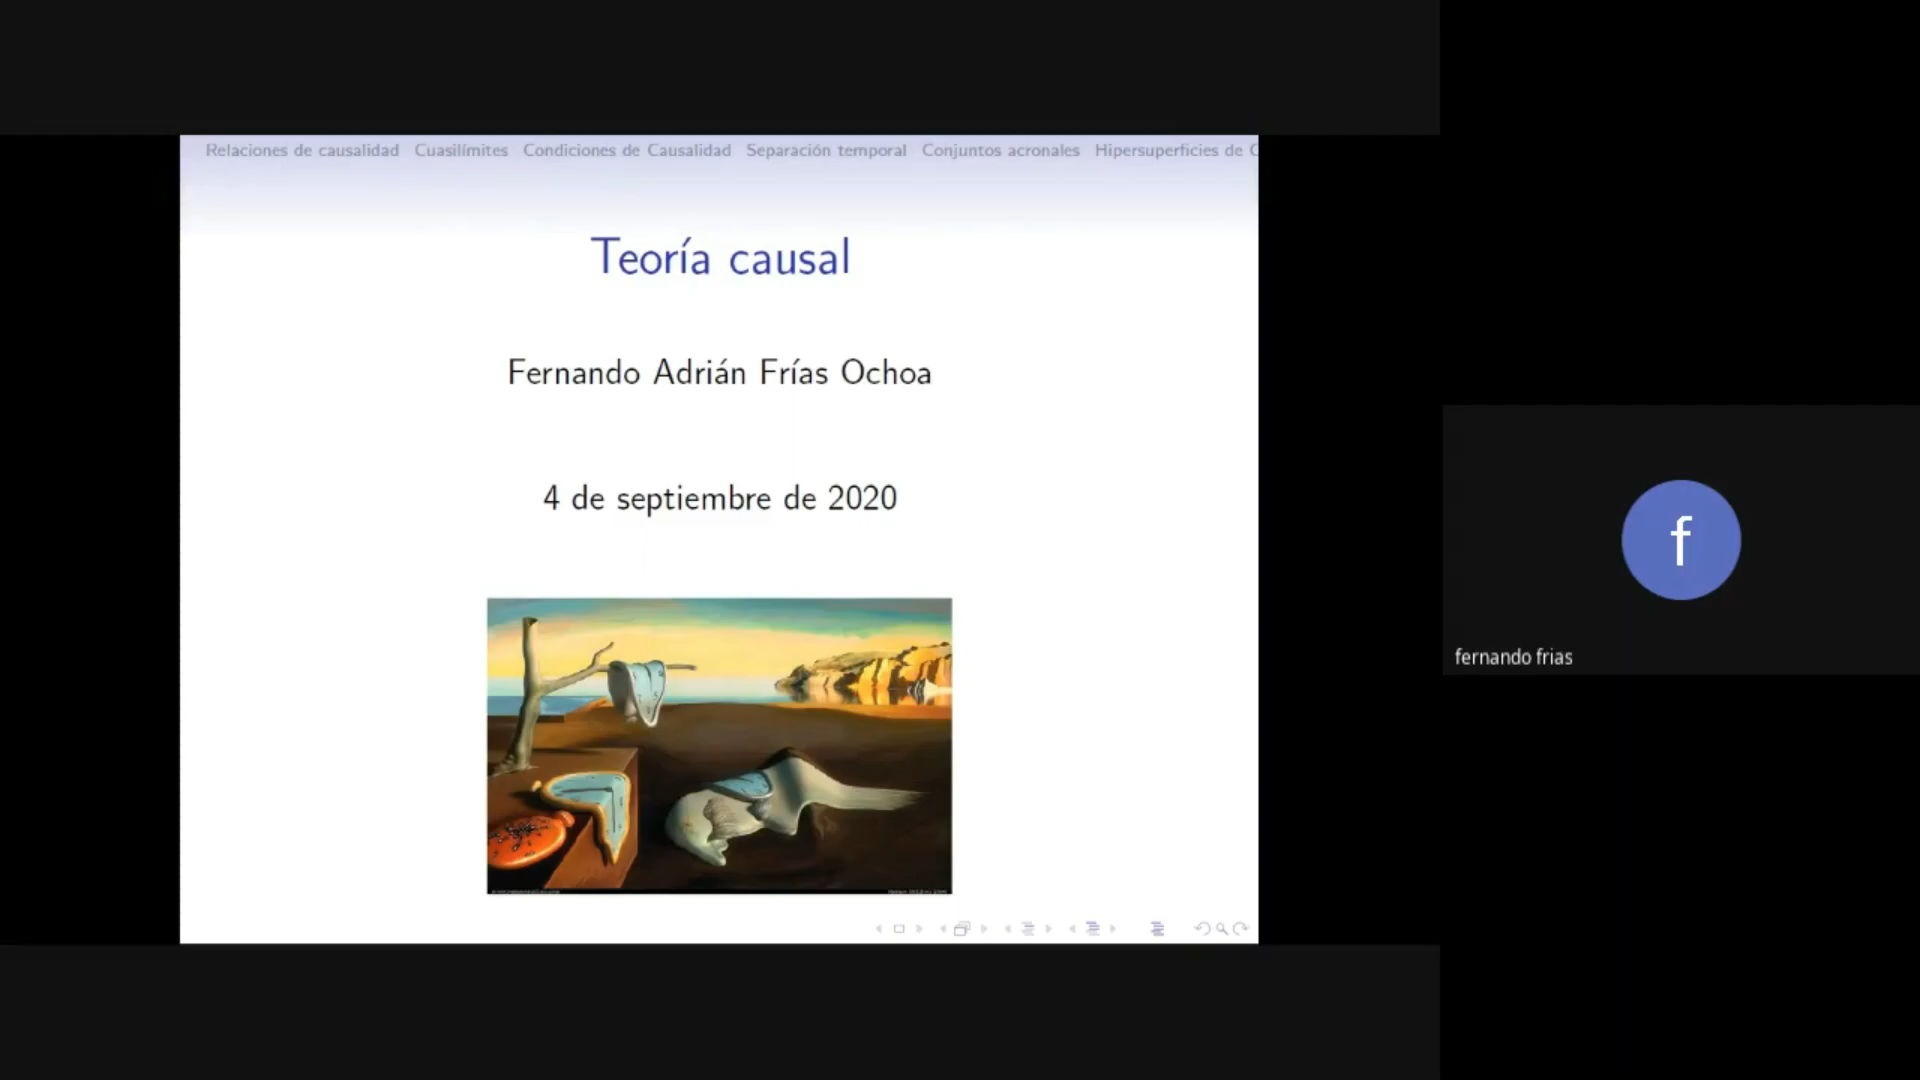 Relaciones de causalidad Cuasilímites Condiciones de Causalidad Separación temporal Conjuntos acronales Hipersuperficies de C
Teoría causal
Fernando Adrián Frías Ochoa
4 de septiembre de 2020
f
fernando frias